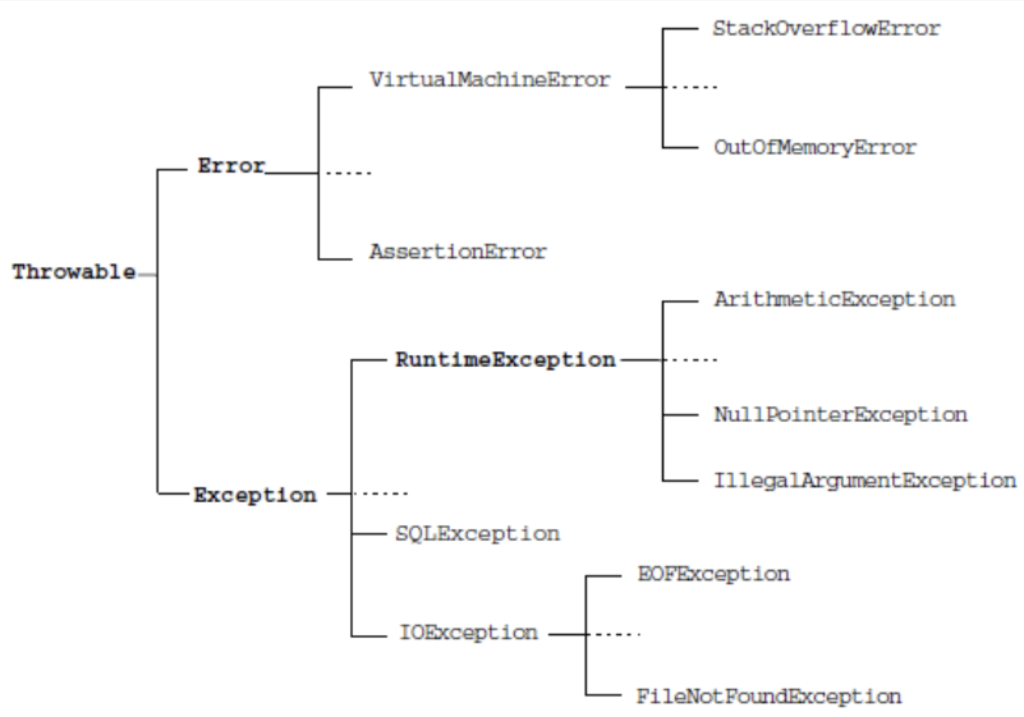 StackOverflowError
VirtualMachineError
OutOfMemoryError
Error
AssertionError
Throwable
ArithmeticException
RuntimeException
NullPointerException
IllegalArgumentException
Exception
SQLException
EOFException
IOException
FileNotFoundException